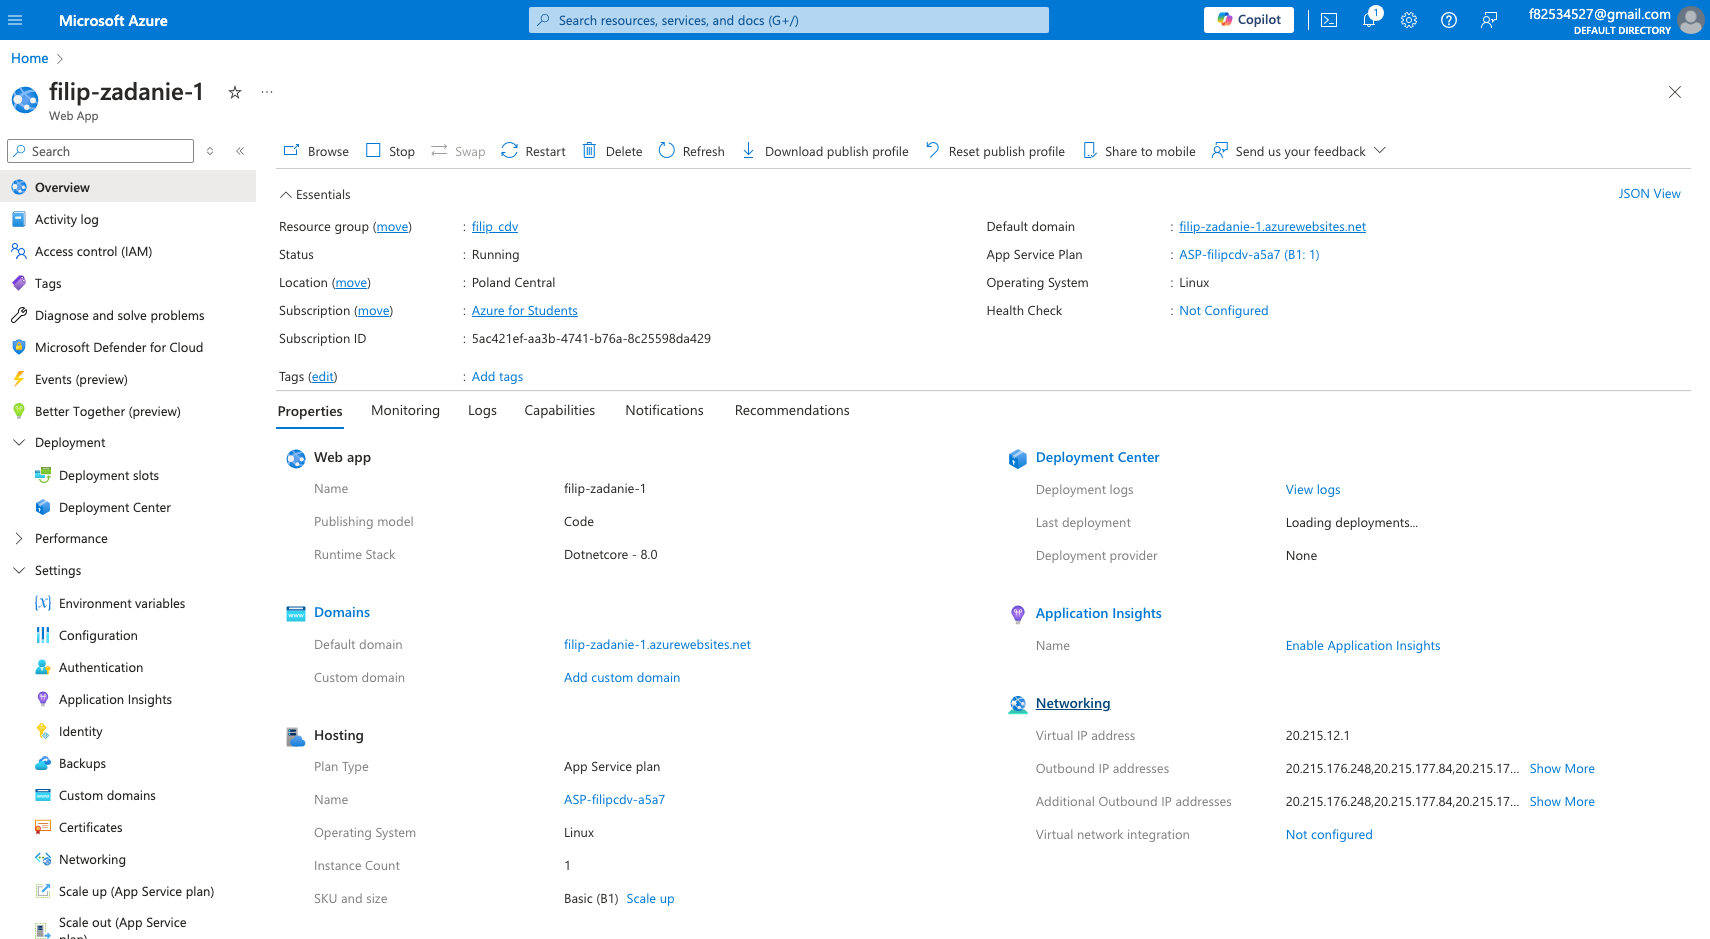 Microsoft Azure
Search resources, services, and docs (G+/)
Copilot
1
f82534527@gmail.com
DEFAULT DIRECTORY
Home
filip-zadanie-1
Web App
Search
Browse Stop Swap Restart Delete Refresh Download publish profile Reset publish profile Share to mobile Send us your feedback
Overview
Activity log
Access control (IAM)
Tags
Diagnose and solve problems
Microsoft Defender for Cloud
Events (preview)
Better Together (preview)
Deployment
Deployment slots
Deployment Center
Performance
Settings
Environment variables
Configuration
Authentication
Application Insights
Identity
Backups
Custom domains
Certificates
Networking
Scale up (App Service plan)
Scale out (App Service
plan)
Essentials
JSON View
Resource group (move) : filip_cdv
Status : Running
Location (move) : Poland Central
Subscription (move) : Azure for Students
Subscription ID : 5ac421ef-aa3b-4741-b76a-8c25598da429
Tags (edit) : Add tags
Default domain : filip-zadanie-1.azurewebsites.net
App Service Plan : ASP-filipcdv-a5a7 (B1: 1)
Operating System : Linux
Health Check : Not Configured
Properties Monitoring Logs Capabilities Notifications Recommendations
Web app
Name filip-zadanie-1
Publishing model Code
Runtime Stack Dotnetcore - 8.0
Domains
Default domain filip-zadanie-1.azurewebsites.net
Custom domain Add custom domain
Hosting
Plan Type App Service plan
Name ASP-filipcdv-a5a7
Operating System Linux
Instance Count 1
SKU and size Basic (B1) Scale up
Deployment Center
Deployment logs View logs
Last deployment Loading deployments...
Deployment provider None
Application Insights
Name Enable Application Insights
Networking
Virtual IP address 20.215.12.1
Outbound IP addresses 20.215.176.248,20.215.177.84,20.215.17... Show More
Additional Outbound IP addresses 20.215.176.248,20.215.177.84,20.215.17... Show More
Virtual network integration Not configured